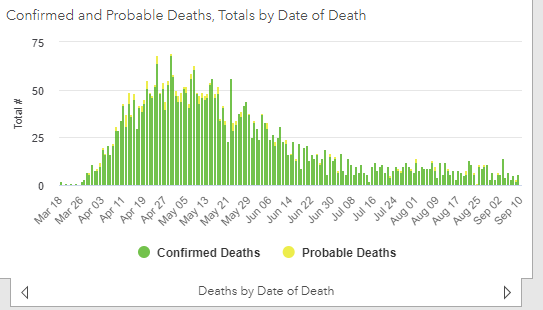 Confirmed and Probable Deaths, Totals by Date of Death
75
50
25
0
Total #
Mar 18
Mar 26
Apr 03
Apr 11
Apr 19
Apr 27
May 05
May 13
May 21
May 29
Jun 06
Jun 14
Jun 22
Jun 30
Jul 08
Jul 16
Jul 24
Aug 01
Aug 09
Aug 17
Aug 25
Sep 02
Sep 10
Confirmed Deaths
Probable Deaths
Deaths by Date of Death